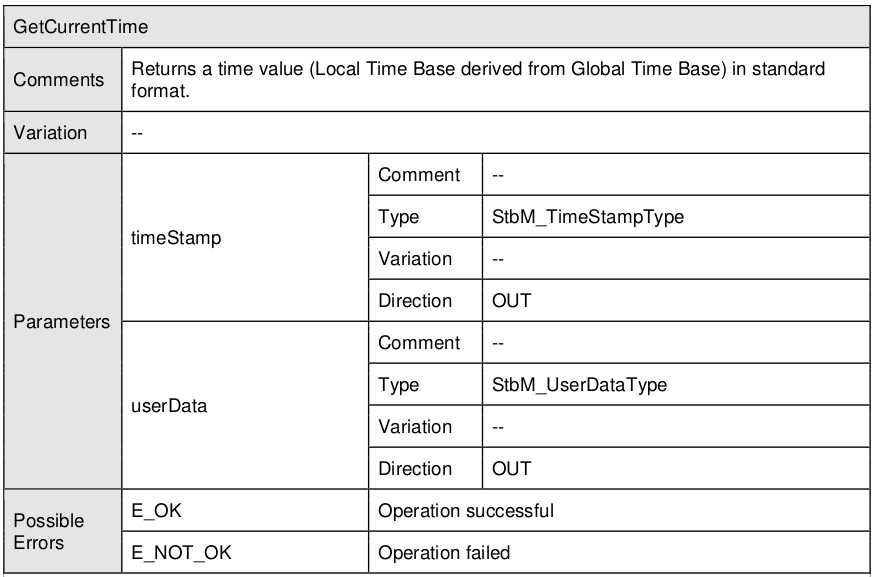 GetCurrentTime
Comments
Returns a time value (Local Time Base derived from Global Time Base) in standard
format.
Variation
--
Parameters
timeStamp
Comment
--
Type
StbM_TimeStampType
Variation
--
Direction
OUT
userData
Comment
--
Type
StbM_UserDataType
Variation
--
Direction
OUT
Possible
Errors
E_OK
Operation successful
E_NOT_OK
Operation failed